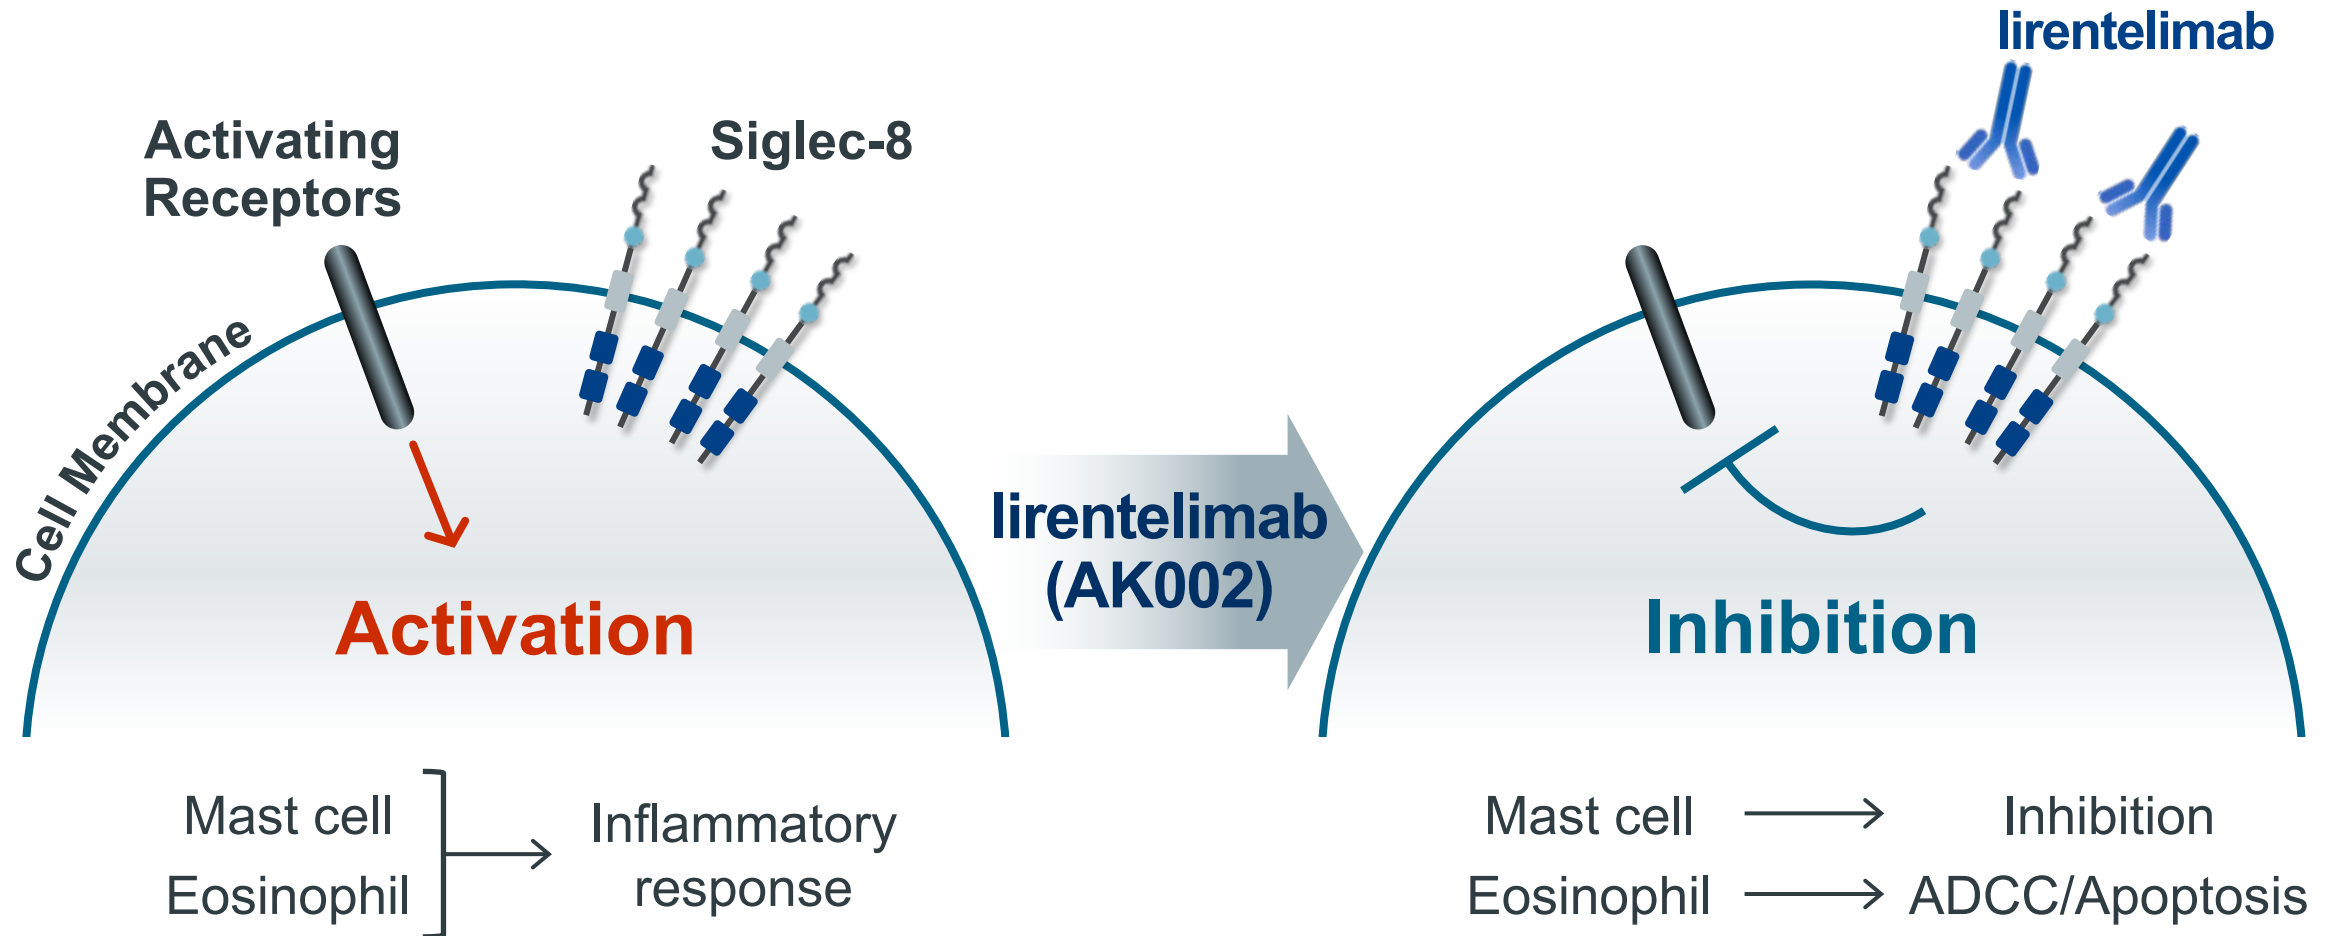 lirentelimab
Activating
Receptors
Siglec-8
Cell Membrane
lirentelimab
(AK002)
Activation
Inhibition
Mast cell
Eosinophil
Inflammatory
response
Mast cell
Inhibition
Eosinophil
ADCC/Apoptosis